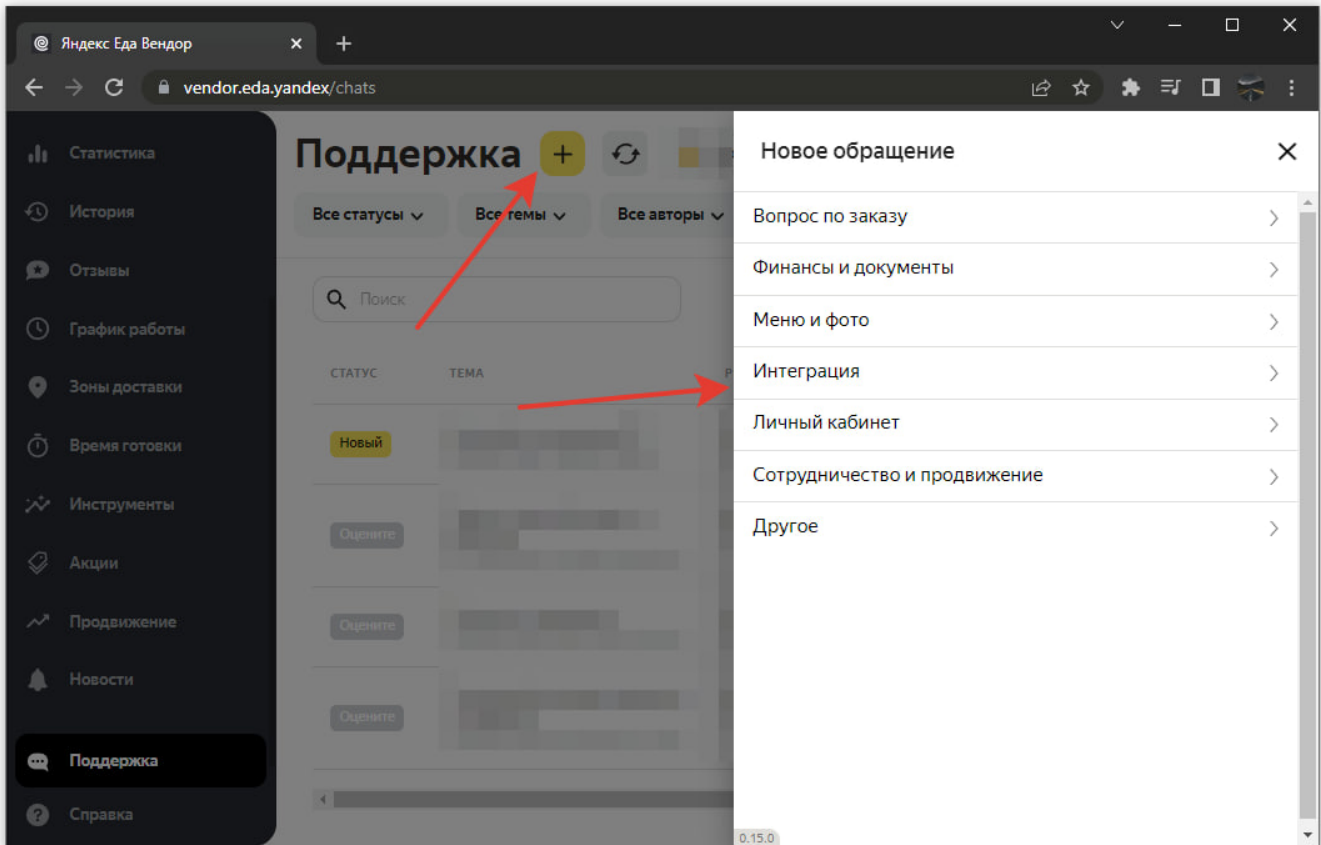 Яндекс Еда Вендор
vendor.eda.yandex/chats
Статистика
История
Отзывы
График работы
Зоны доставки
Время готовки
Инструменты
Акции
Продвижение
Новости
Поддержка
Справка
Поддержка
Все статусы
Все темы
Все авторы
Поиск
СТАТУС
ТЕМА
Р
Новый
Оцените
Оцените
Оцените
Новое обращение
Вопрос по заказу
Финансы и документы
Меню и фото
Интеграция
Личный кабинет
Сотрудничество и продвижение
Другое
0.15.0